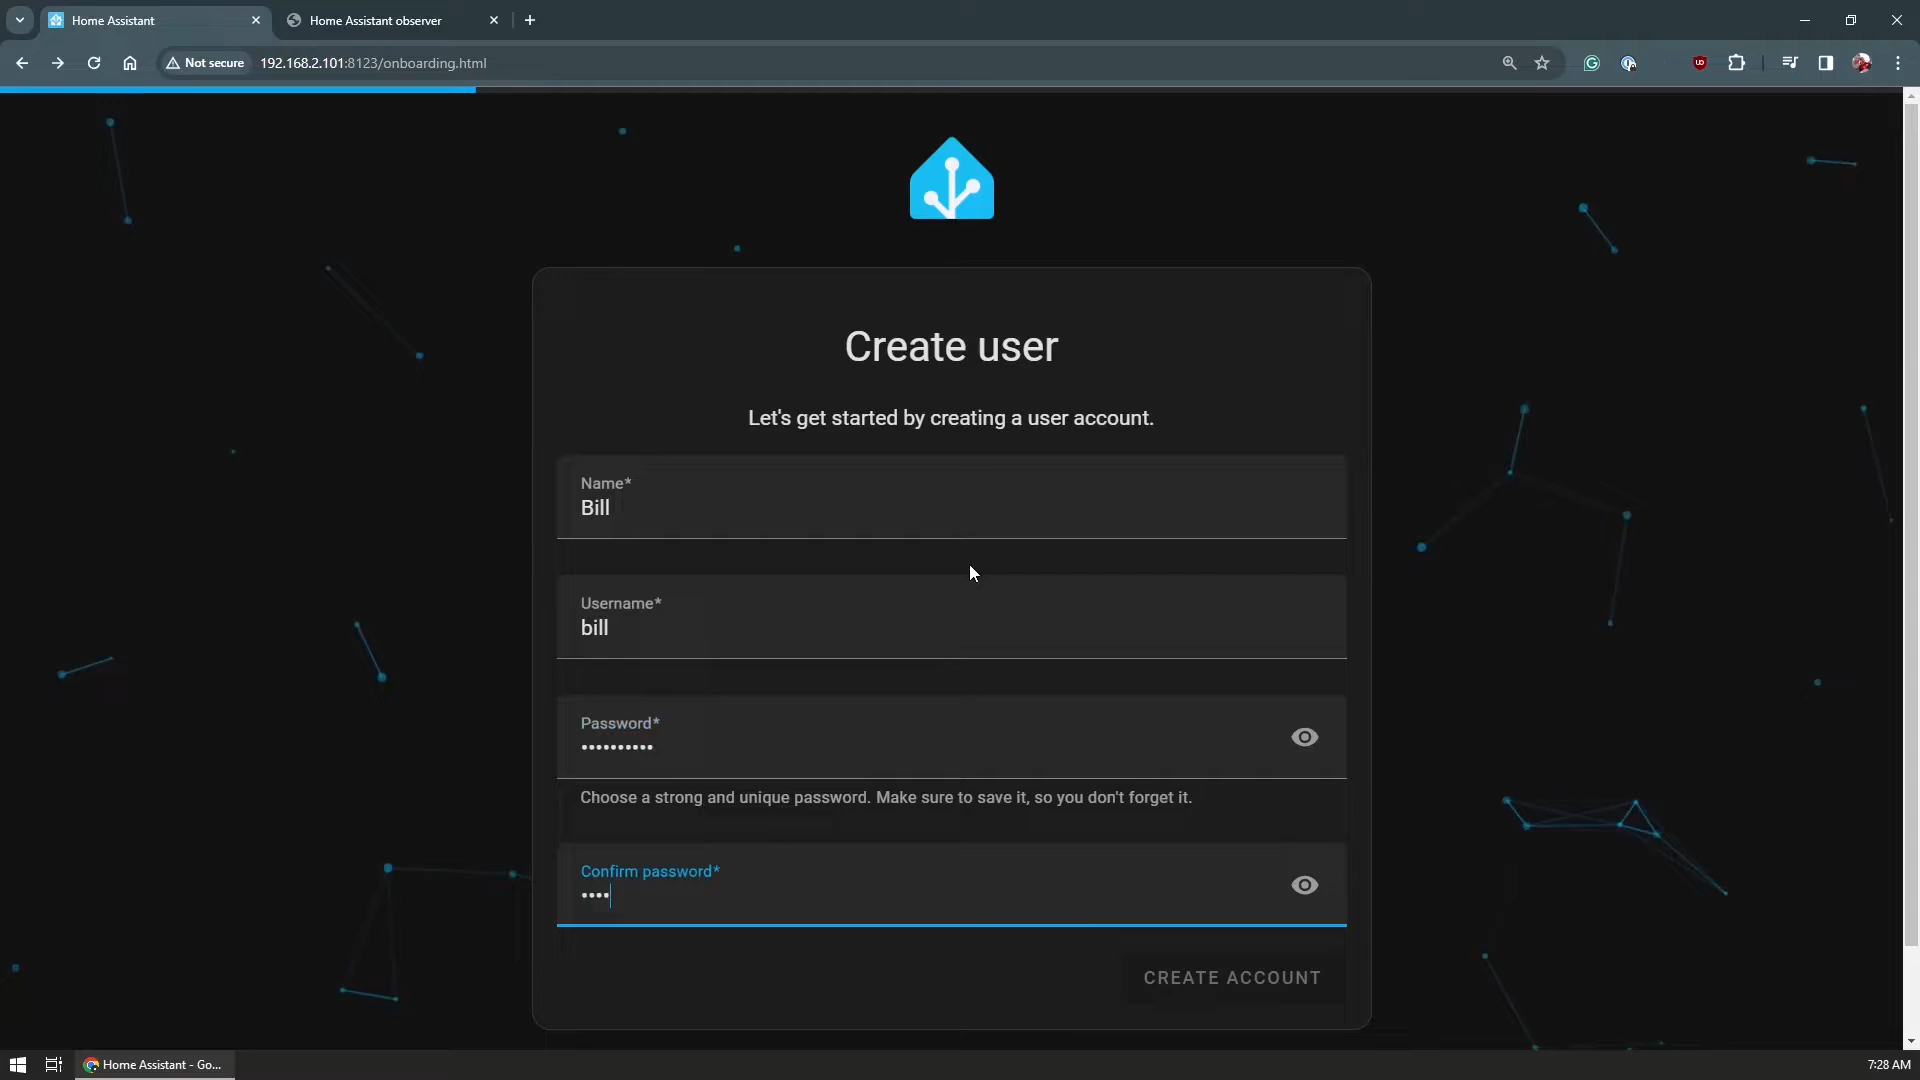 Home Assistant
Home Assistant observer
Not secure
192.168.2.101:8123/onboarding.html
Create user
Let's get started by creating a user account.
Name*
Bill
Username*
bill
Password*
••••••••••
Choose a strong and unique password. Make sure to save it, so you don't forget it.
Confirm password*
••••
CREATE ACCOUNT
Home Assistant - Go...
7:28 AM